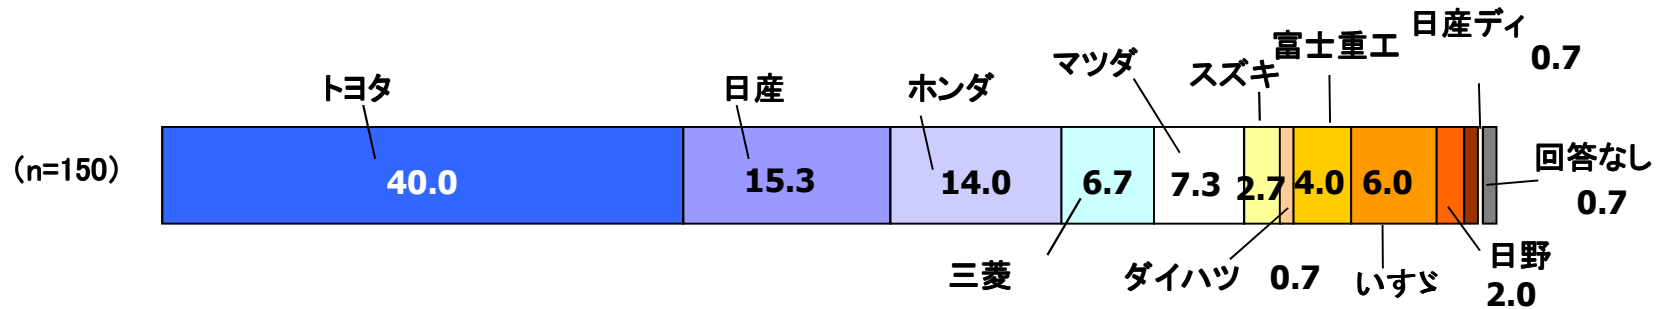 日産ディ
0.7
富士重工
マツダ
スズキ
トヨタ
日産
ホンダ
回答なし
0.7
(n=150)
40.0
15.3
14.0
6.7
7.3
2.7
4.0
6.0
三菱
ダイハツ 0.7
いすゞ
日野
2.0